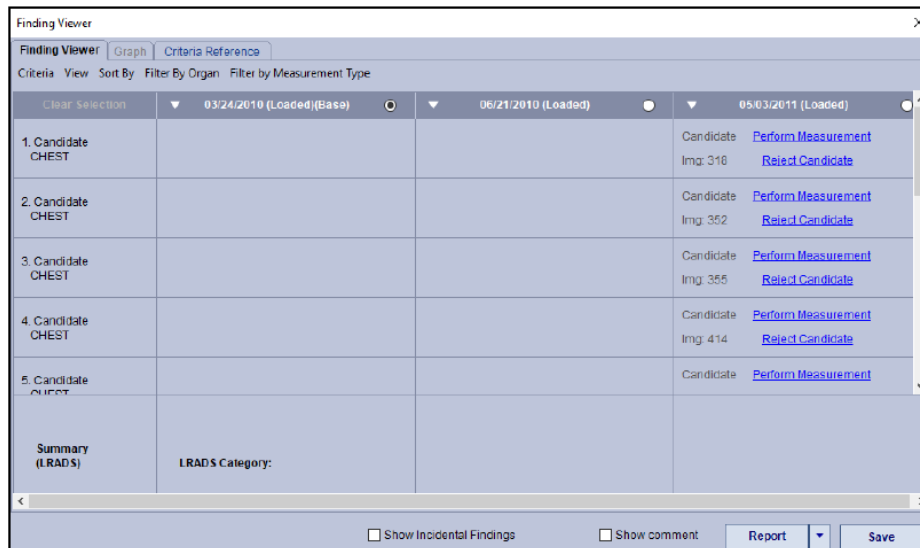 Finding Viewer
Finding Viewer Graph Criteria Reference
Criteria View Sort By Filter By Organ Filter by Measurement Type
Clear Selection 03/24/2010 (Loaded)(Base) 06/21/2010 (Loaded) 05/03/2011 (Loaded)
1. Candidate
CHEST
Candidate Perform Measurement
Img: 318 Reject Candidate
2. Candidate
CHEST
Candidate Perform Measurement
Img: 352 Reject Candidate
3. Candidate
CHEST
Candidate Perform Measurement
Img: 355 Reject Candidate
4. Candidate
CHEST
Candidate Perform Measurement
Img: 414 Reject Candidate
5. Candidate
CHEST
Candidate Perform Measurement
Summary
(LRADS)
LRADS Category:
Show Incidental Findings Show comment Report Save